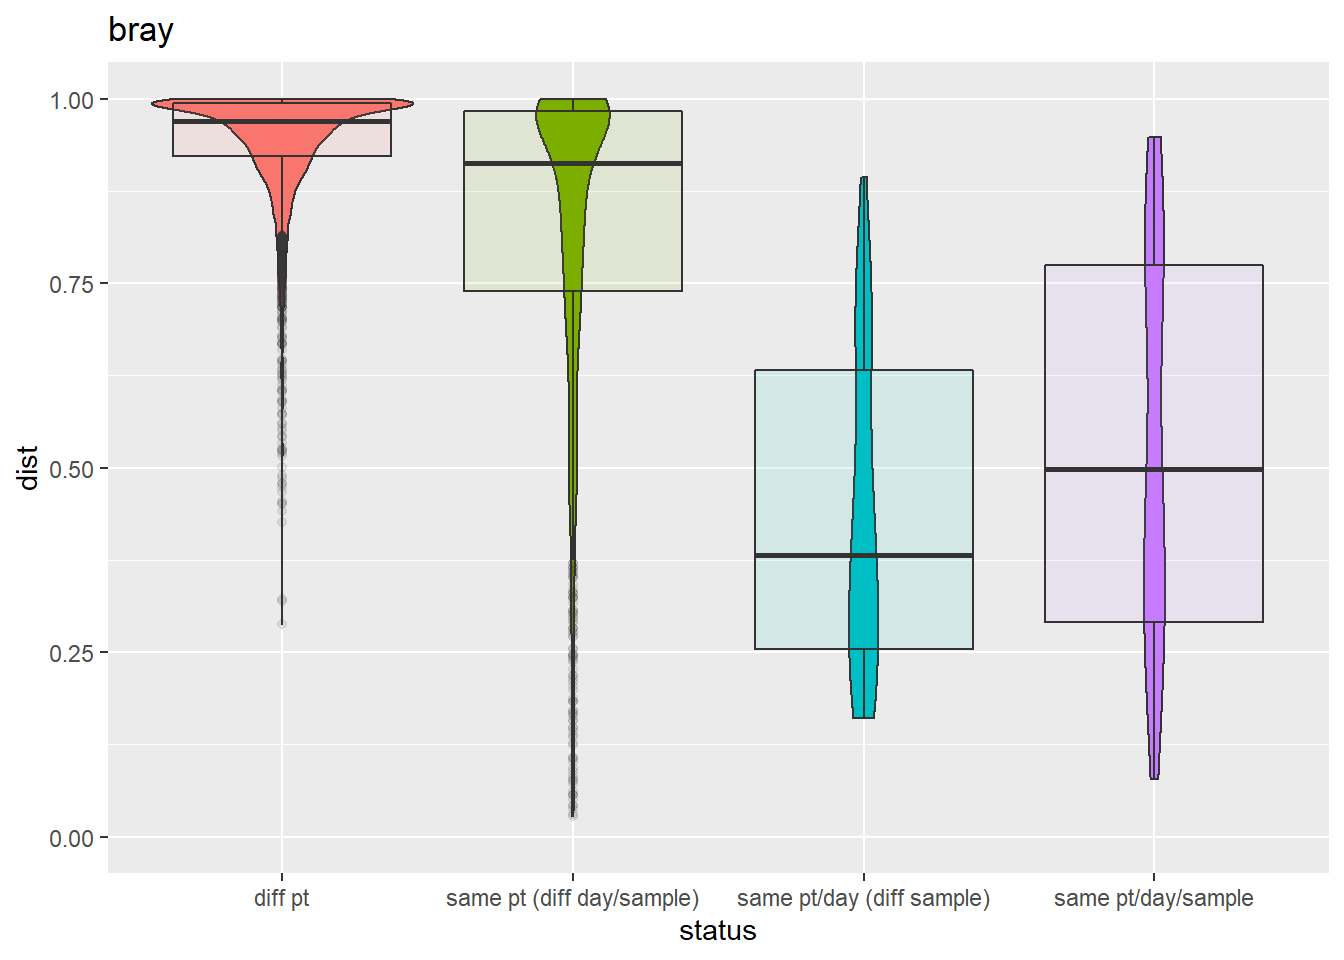 bray
dist
1.00
0.75
0.50
0.25
0.00
diff pt
same pt (diff day/sample)
same pt/day (diff sample)
same pt/day/sample
status